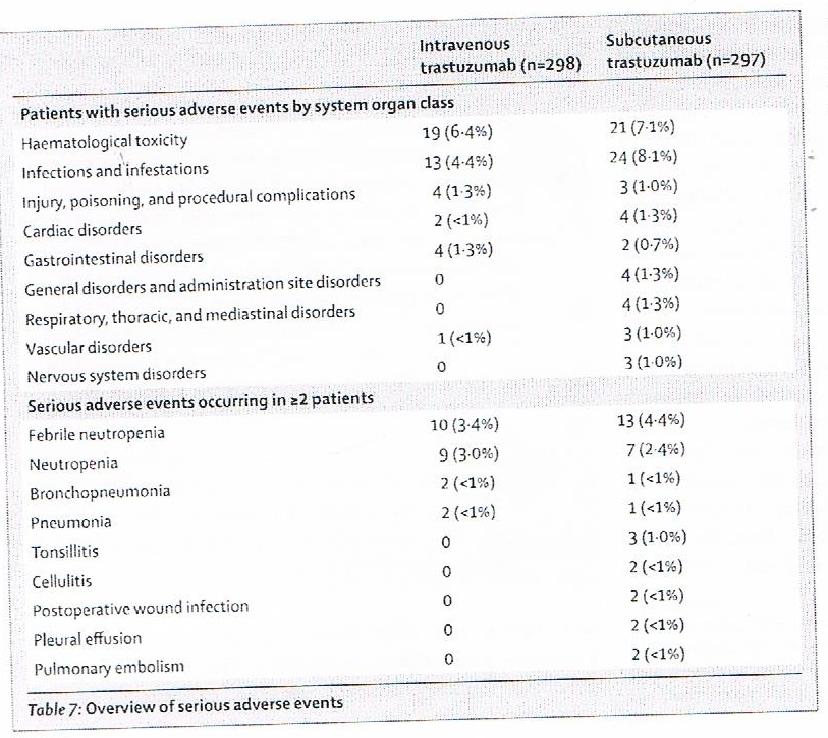 Intravenous trastuzumab (n=298) Subcutaneous trastuzumab (n=297)
Patients with serious adverse events by system organ class
Haematological toxicity 19 (6·4%) 21 (7·1%)
Infections and infestations 13 (4·4%) 24 (8·1%)
Injury, poisoning, and procedural complications 4 (1·3%) 3 (1·0%)
Cardiac disorders 2 (<1%) 4 (1·3%)
Gastrointestinal disorders 4 (1·3%) 2 (0·7%)
General disorders and administration site disorders 0 4 (1·3%)
Respiratory, thoracic, and mediastinal disorders 0 4 (1·3%)
Vascular disorders 1 (<1%) 3 (1·0%)
Nervous system disorders 0 3 (1·0%)
Serious adverse events occurring in ≥2 patients
Febrile neutropenia 10 (3·4%) 13 (4·4%)
Neutropenia 9 (3·0%) 7 (2·4%)
Bronchopneumonia 2 (<1%) 1 (<1%)
Pneumonia 2 (<1%) 1 (<1%)
Tonsillitis 0 3 (1·0%)
Cellulitis 0 2 (<1%)
Postoperative wound infection 0 2 (<1%)
Pleural effusion 0 2 (<1%)
Pulmonary embolism 0 2 (<1%)
Table 7: Overview of serious adverse events